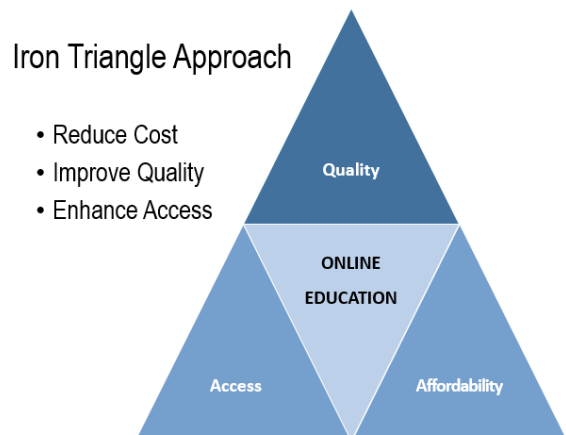 Iron Triangle Approach
• Reduce Cost
• Improve Quality
• Enhance Access
Quality
ONLINE
EDUCATION
Access
Affordability